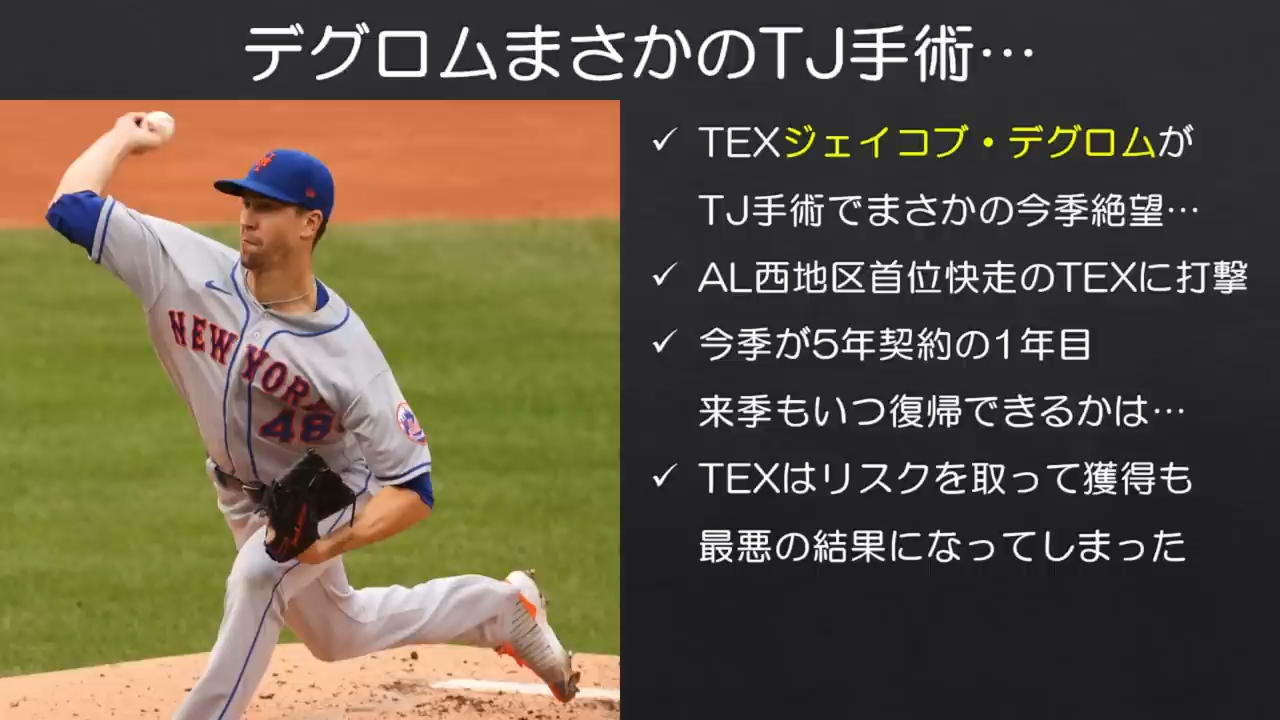 デグロムまさかのTJ手術…
✓ TEXジェイコブ・デグロムが
TJ手術でまさかの今季絶望…
✓ AL西地区首位快走のTEXに打撃
✓ 今季が5年契約の1年目
来季もいつ復帰できるかは…
✓ TEXはリスクを取って獲得も
最悪の結果になってしまった
NEW YORK
48